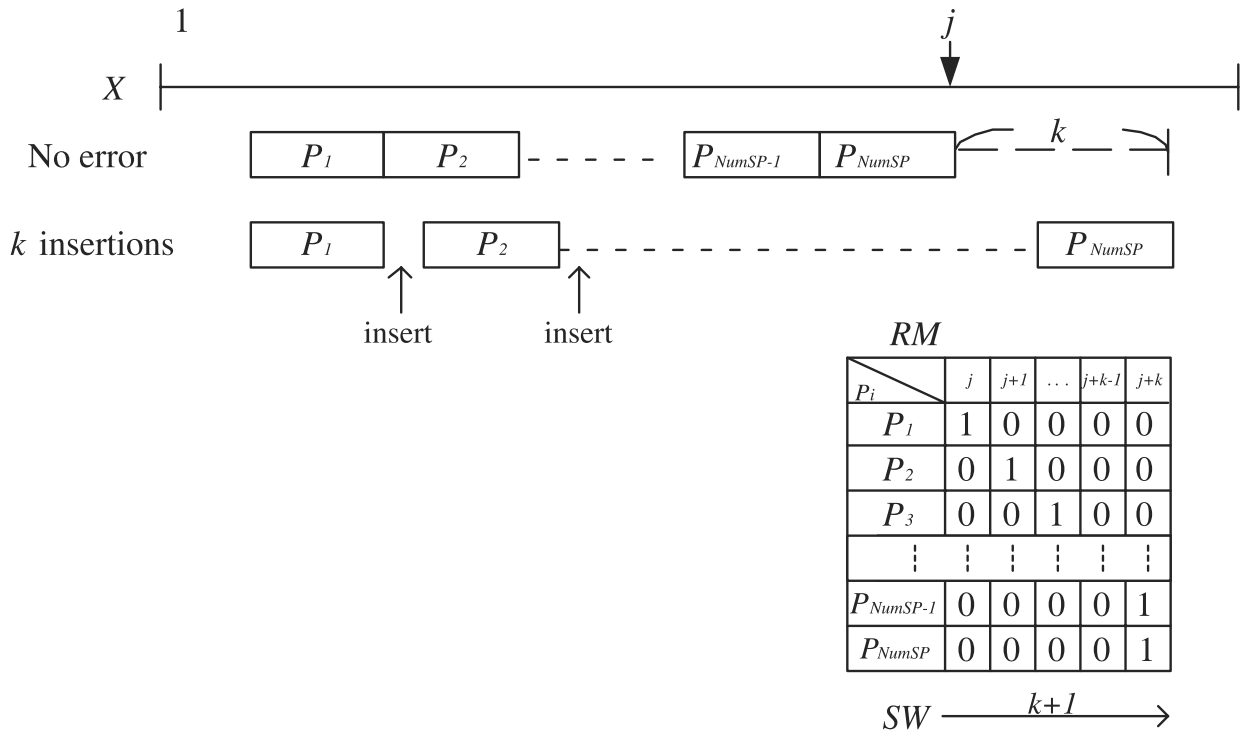 1 j
X
No error P1 P2 PNumSP-1 PNumSP k
k insertions P1 P2 PNumSP
insert insert
RM
Pi j j+1 ... j+k-1 j+k
P1 1 0 0 0 0
P2 0 1 0 0 0
P3 0 0 1 0 0
PNumSP-1 0 0 0 0 1
PNumSP 0 0 0 0 1
SW k+1